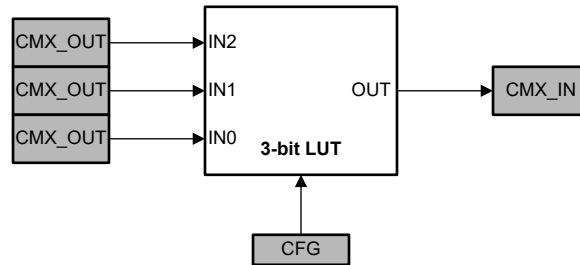 CMX_OUT IN2
CMX_OUT IN1 OUT CMX_IN
CMX_OUT IN0
3-bit LUT
CFG